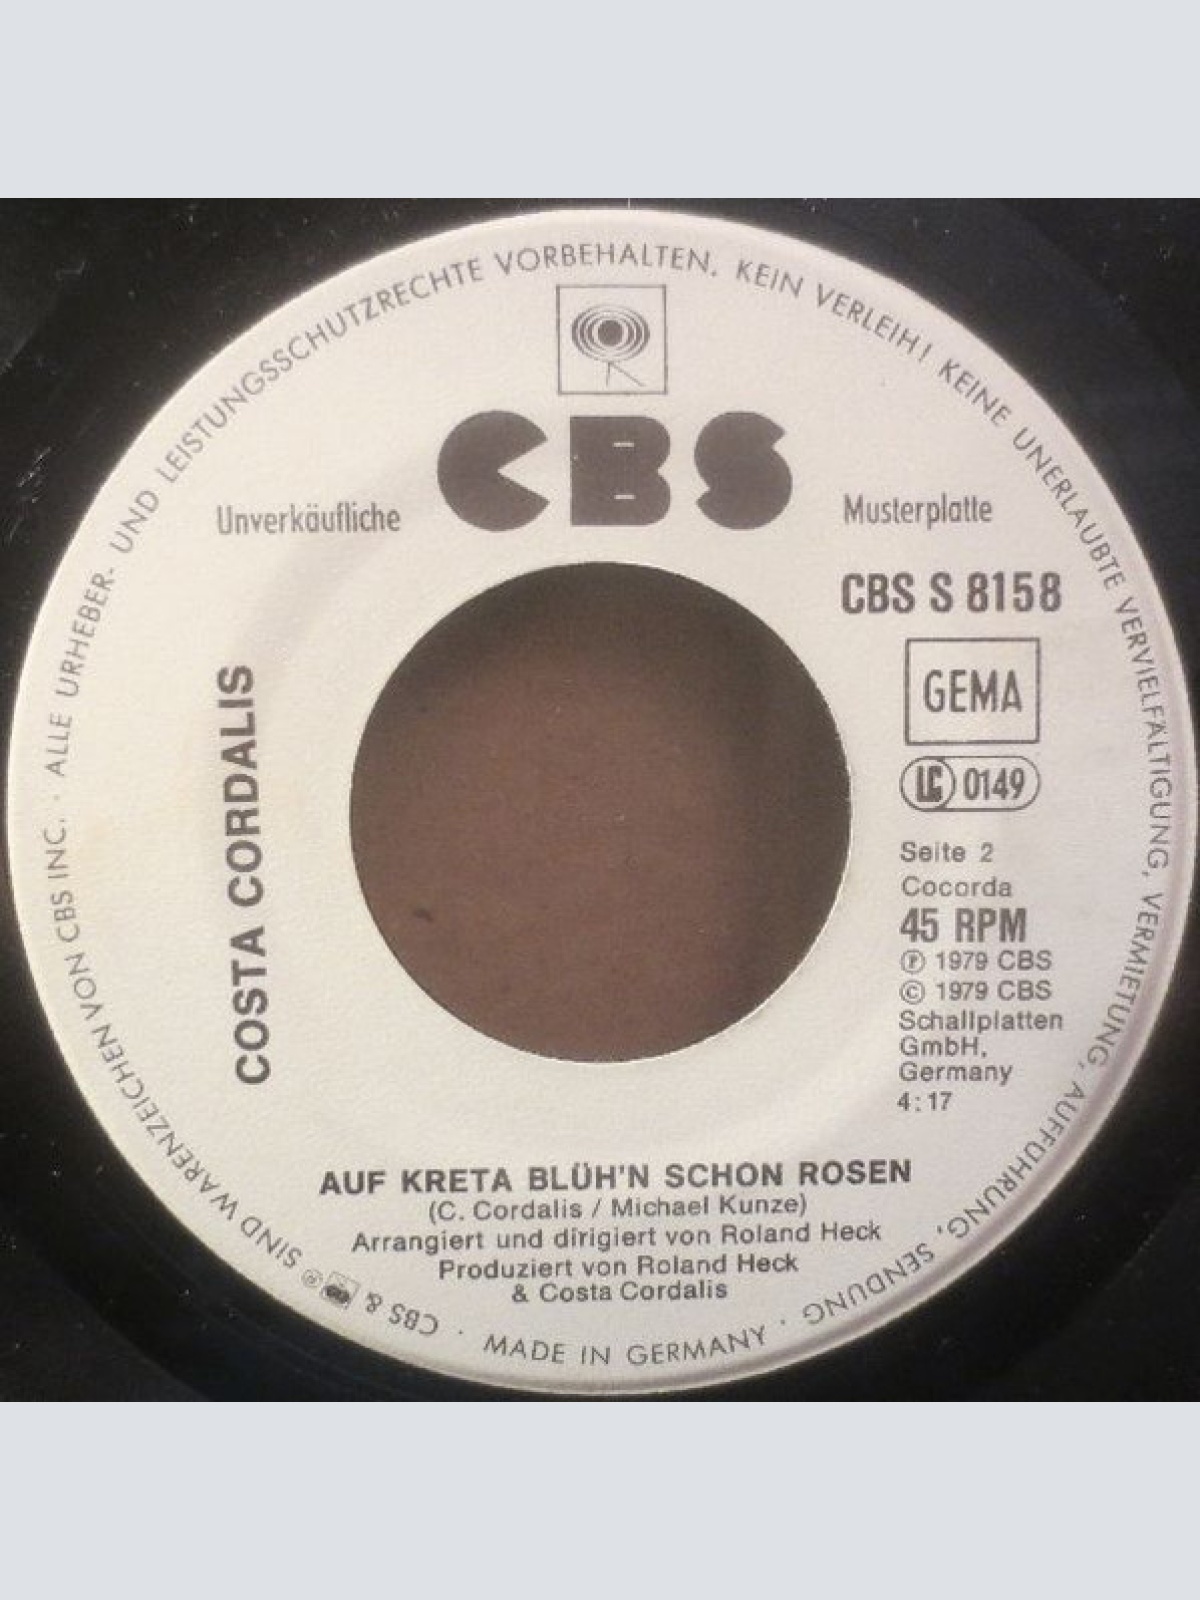 ALLE URHEBER- UND LEISTUNGSSCHUTZRECHTE VORBEHALTEN. KEIN VERLEIH! KEINE UNERLAUBTE VERVIELFÄLTIGUNG, VERMIETUNG, AUFFÜHRUNG, SENDUNG
CBS
Unverkäufliche
Musterplatte
CBS S 8158
GEMA
LC 0149
Seite 2
Cocorda
45 RPM
℗ 1979 CBS
© 1979 CBS
Schallplatten
GmbH.
Germany
4:17
COSTA CORDALIS
AUF KRETA BLÜH'N SCHON ROSEN
(C. Cordalis / Michael Kunze)
Arrangiert und dirigiert von Roland Heck
Produziert von Roland Heck
& Costa Cordalis
· MADE IN GERMANY ·
CBS & ® SIND WARENZEICHEN VON CBS INC. ·